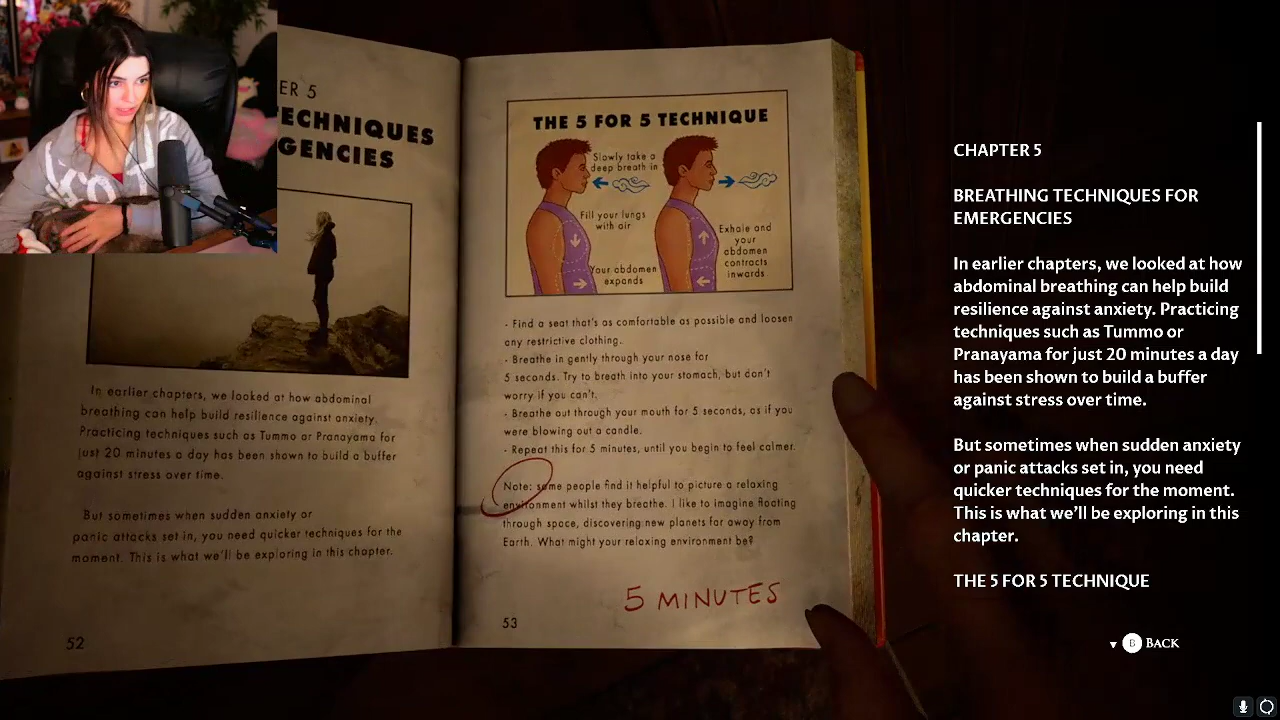 ER 5
ECHNIQUES
GENCIES
In earlier chapters, we looked at how abdominal
breathing can help build resilience against anxiety.
Practicing techniques such as Tummo or Pranayama for
just 20 minutes a day has been shown to build a buffer
against stress over time.
But sometimes when sudden anxiety or
panic attacks set in, you need quicker techniques for the
moment. This is what we'll be exploring in this chapter.
52
THE 5 FOR 5 TECHNIQUE
Slowly take a
deep breath in
Fill your lungs
with air
Your abdomen
expands
Exhale and
your
abdomen
contracts
inwards
- Find a seat that's as comfortable as possible and loosen
any restrictive clothing.
- Breathe in gently through your nose for
5 seconds. Try to breath into your stomach, but don't
worry if you can't.
- Breathe out through your mouth for 5 seconds, as if you
were blowing out a candle.
- Repeat this for 5 minutes, until you begin to feel calmer.
Note: some people find it helpful to picture a relaxing
environment whilst they breathe. I like to imagine floating
through space, discovering new planets far away from
Earth. What might your relaxing environment be?
5 MINUTES
53
CHAPTER 5
BREATHING TECHNIQUES FOR
EMERGENCIES
In earlier chapters, we looked at how
abdominal breathing can help build
resilience against anxiety. Practicing
techniques such as Tummo or
Pranayama for just 20 minutes a day
has been shown to build a buffer
against stress over time.
But sometimes when sudden anxiety
or panic attacks set in, you need
quicker techniques for the moment.
This is what we'll be exploring in this
chapter.
THE 5 FOR 5 TECHNIQUE
B BACK